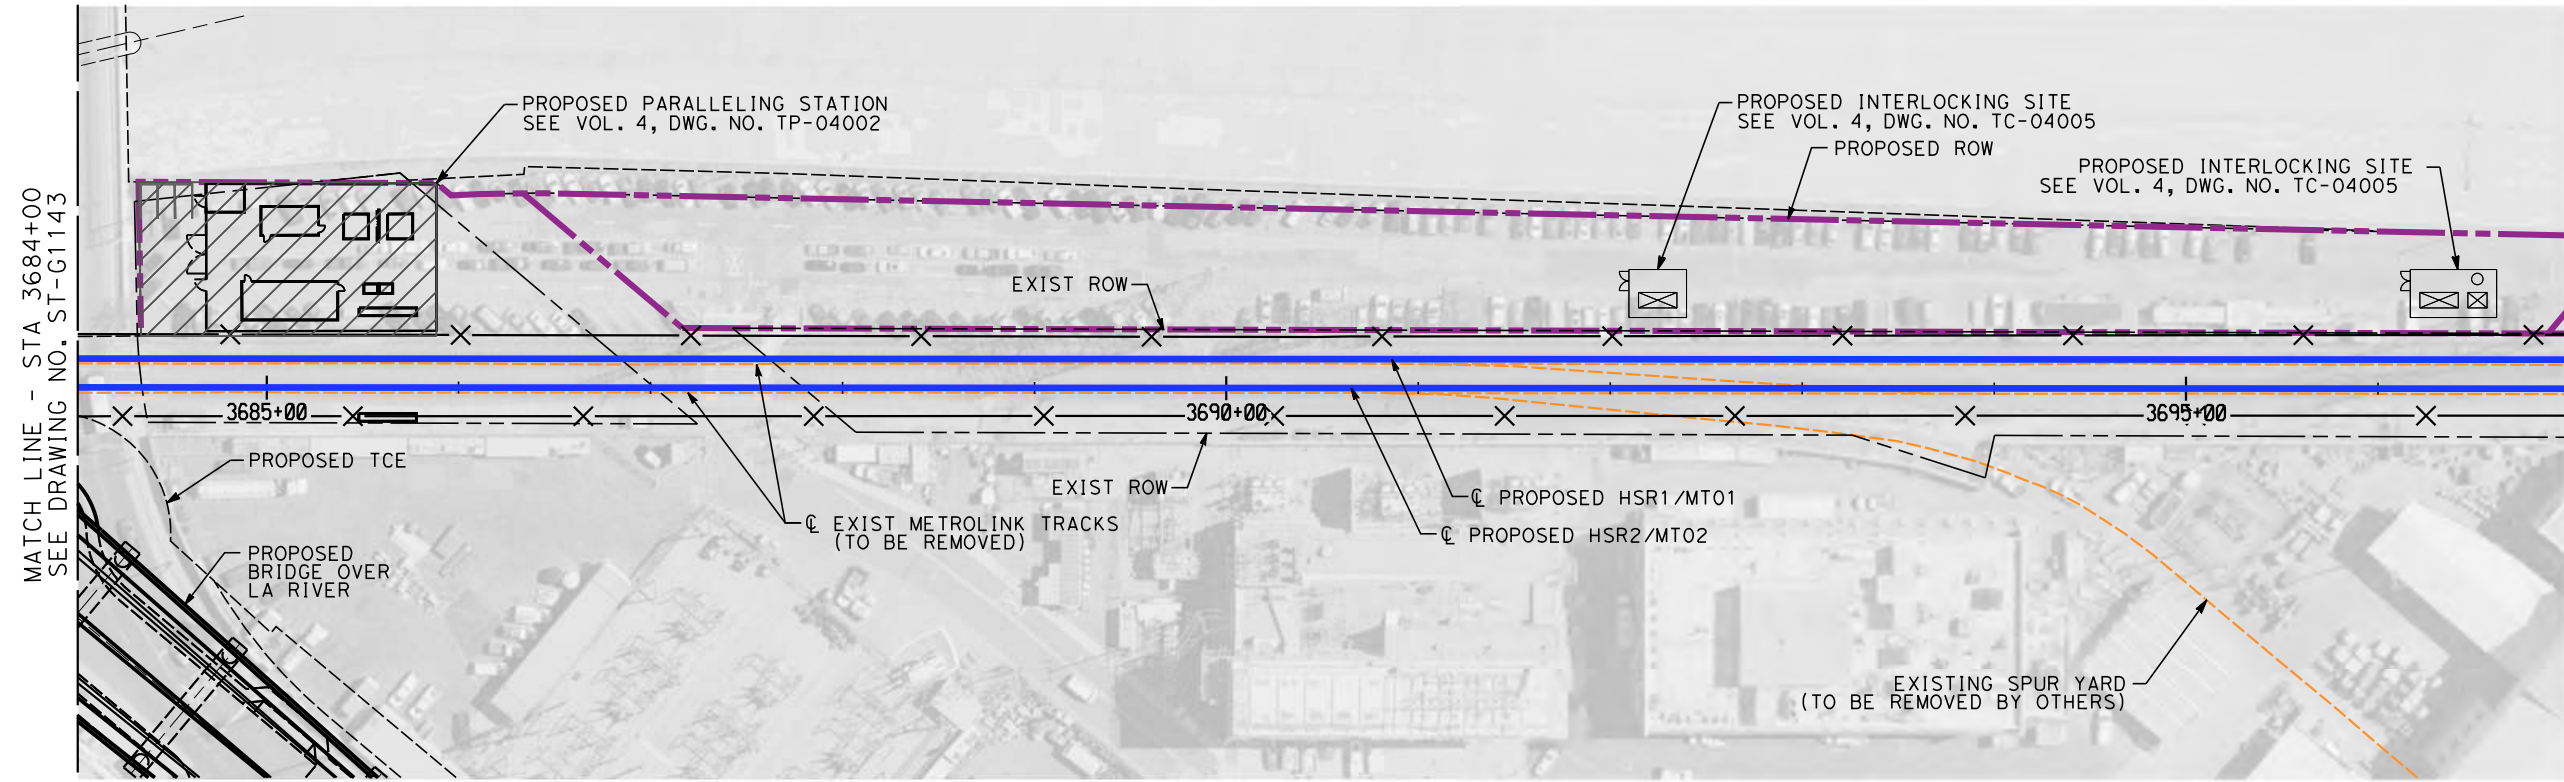 MATCH LINE - STA 3684+00
SEE DRAWING NO. ST-G1143
PROPOSED PARALLELING STATION
SEE VOL. 4, DWG. NO. TP-04002
PROPOSED INTERLOCKING SITE
SEE VOL. 4, DWG. NO. TC-04005
PROPOSED ROW
PROPOSED INTERLOCKING SITE
SEE VOL. 4, DWG. NO. TC-04005
EXIST ROW
3685+00
3690+00
3695+00
PROPOSED TCE
EXIST ROW
℄ PROPOSED HSR1/MT01
℄ EXIST METROLINK TRACKS
(TO BE REMOVED)
℄ PROPOSED HSR2/MT02
PROPOSED
BRIDGE OVER
LA RIVER
EXISTING SPUR YARD
(TO BE REMOVED BY OTHERS)